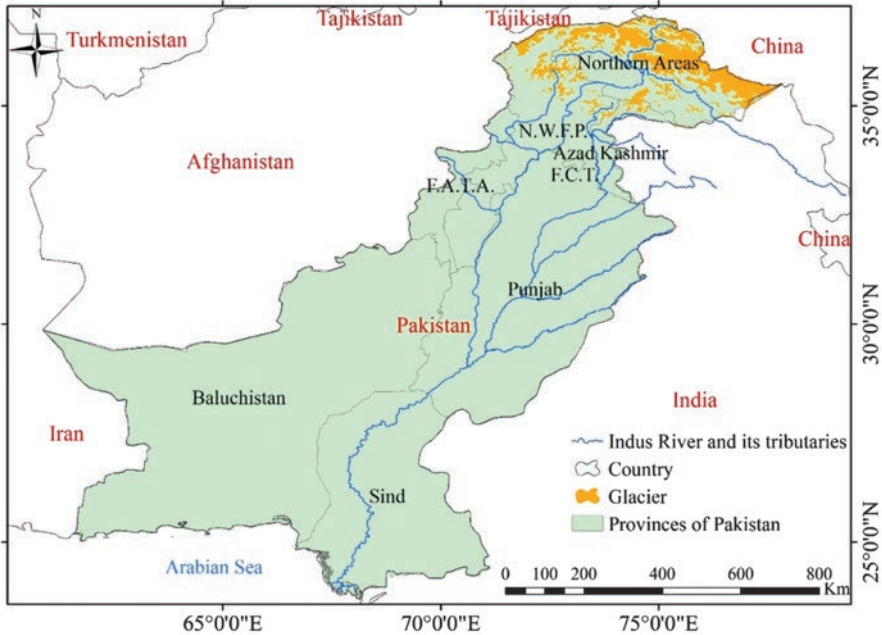 N
Turkmenistan
Tajikistan
Tajikistan
China
Northern Areas
35°0'0"N
N.W.F.P.
Azad Kashmir
Afghanistan
F.C.T.
F.A.T.A.
China
Punjab
Pakistan
30°0'0"N
Baluchistan
India
Iran
Indus River and its tributaries
Country
Glacier
Sind
Provinces of Pakistan
25°0'0"N
Arabian Sea
0 100 200 400 600 800
Km
65°0'0"E 70°0'0"E 75°0'0"E